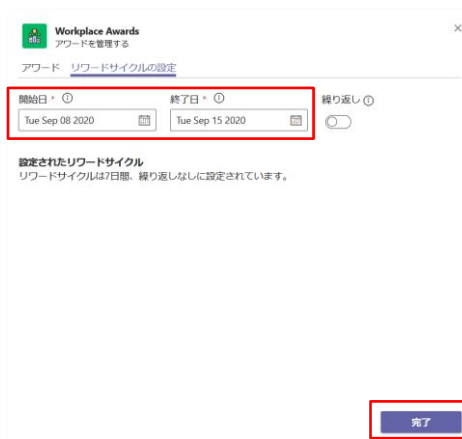 Workplace Awards
アワードを管理する
アワード リワードサイクルの設定
開始日 * 終了日 * 繰り返し
Tue Sep 08 2020 Tue Sep 15 2020
設定されたリワードサイクル
リワードサイクルは7日間、繰り返しなしに設定されています。
完了